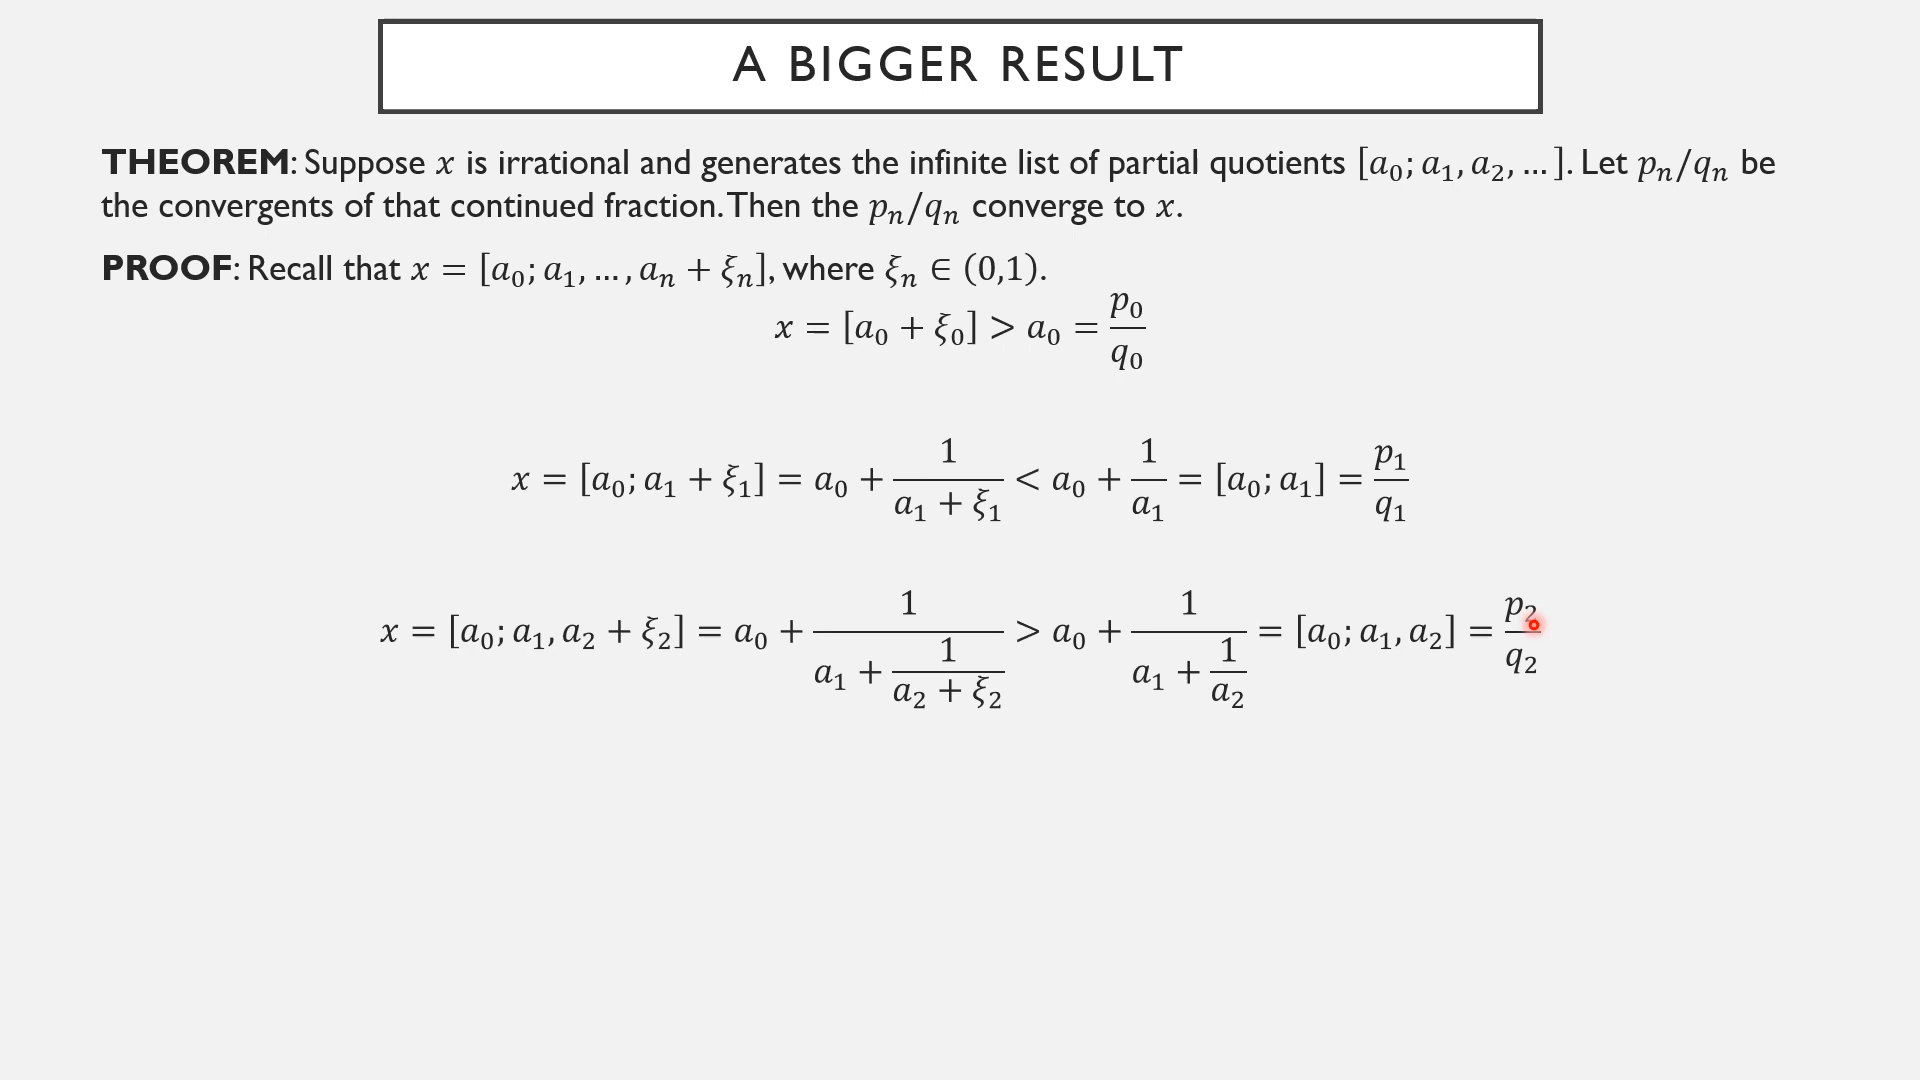 A BIGGER RESULT
THEOREM: Suppose x is irrational and generates the infinite list of partial quotients [a₀; a₁, a₂, …]. Let pₙ/qₙ be
the convergents of that continued fraction. Then the pₙ/qₙ converge to x.
PROOF: Recall that x = [a₀; a₁, …, aₙ + ξₙ], where ξₙ ∈ (0,1).
x = [a₀ + ξ₀] > a₀ = p₀/q₀
x = [a₀; a₁ + ξ₁] = a₀ + 1/(a₁ + ξ₁) < a₀ + 1/a₁ = [a₀; a₁] = p₁/q₁
x = [a₀; a₁, a₂ + ξ₂] = a₀ + 1/(a₁ + 1/(a₂ + ξ₂)) > a₀ + 1/(a₁ + 1/a₂) = [a₀; a₁, a₂] = p₂/q₂